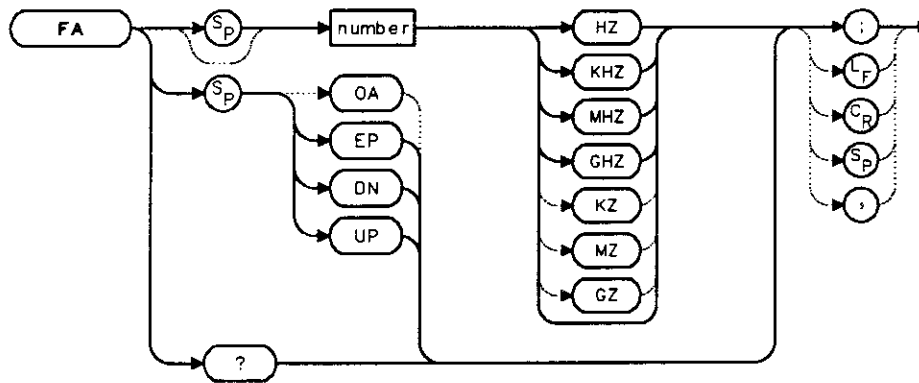 FA
SP
number
HZ
KHZ
MHZ
GHZ
KZ
MZ
GZ
;
LF
CR
SP
,
SP
OA
EP
DN
UP
?